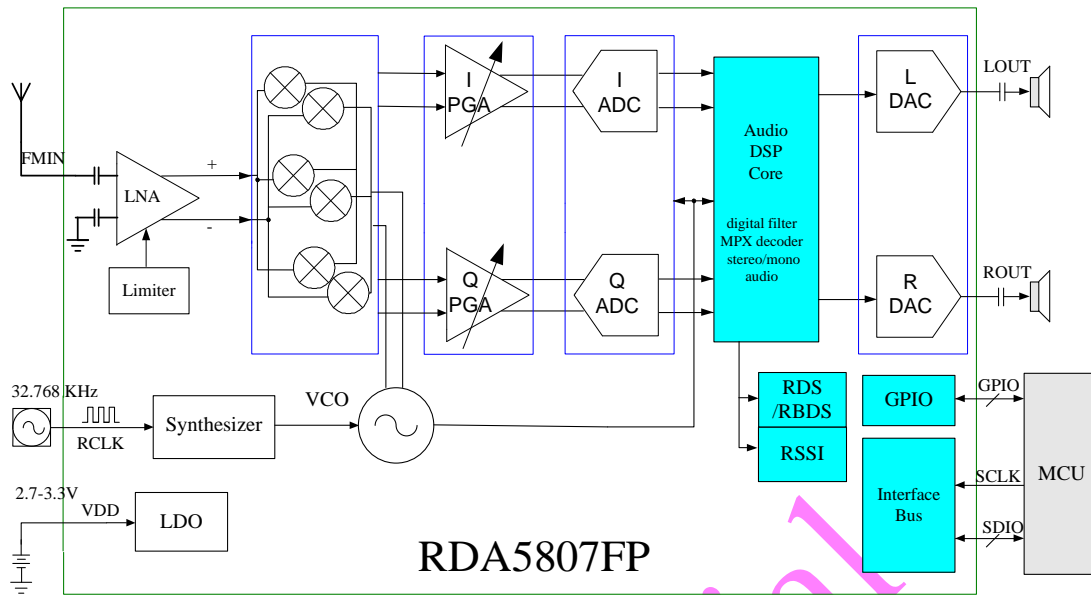 FMIN
LNA
+
-
Limiter
I
PGA
Q
PGA
I
ADC
Q
ADC
Audio
DSP
Core
digital filter
MPX decoder
stereo/mono
audio
L
DAC
R
DAC
LOUT
ROUT
32.768 KHz
RCLK
Synthesizer
VCO
RDS
/RBDS
RSSI
GPIO
GPIO
Interface
Bus
SCLK
SDIO
MCU
2.7-3.3V
VDD
LDO
RDA5807FP